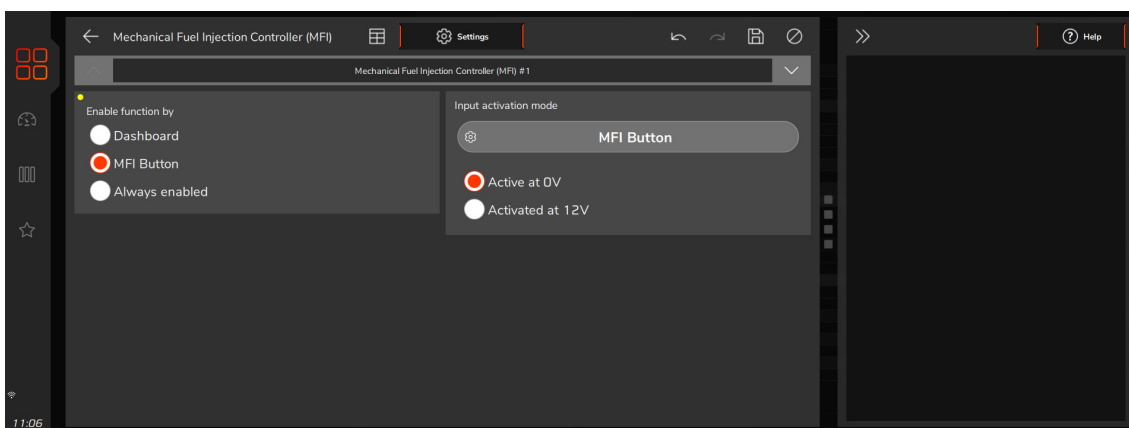 Mechanical Fuel Injection Controller (MFI)
Settings
Help
Mechanical Fuel Injection Controller (MFI) #1
Enable function by
Dashboard
MFI Button
Always enabled
Input activation mode
MFI Button
Active at 0V
Activated at 12V
11:06